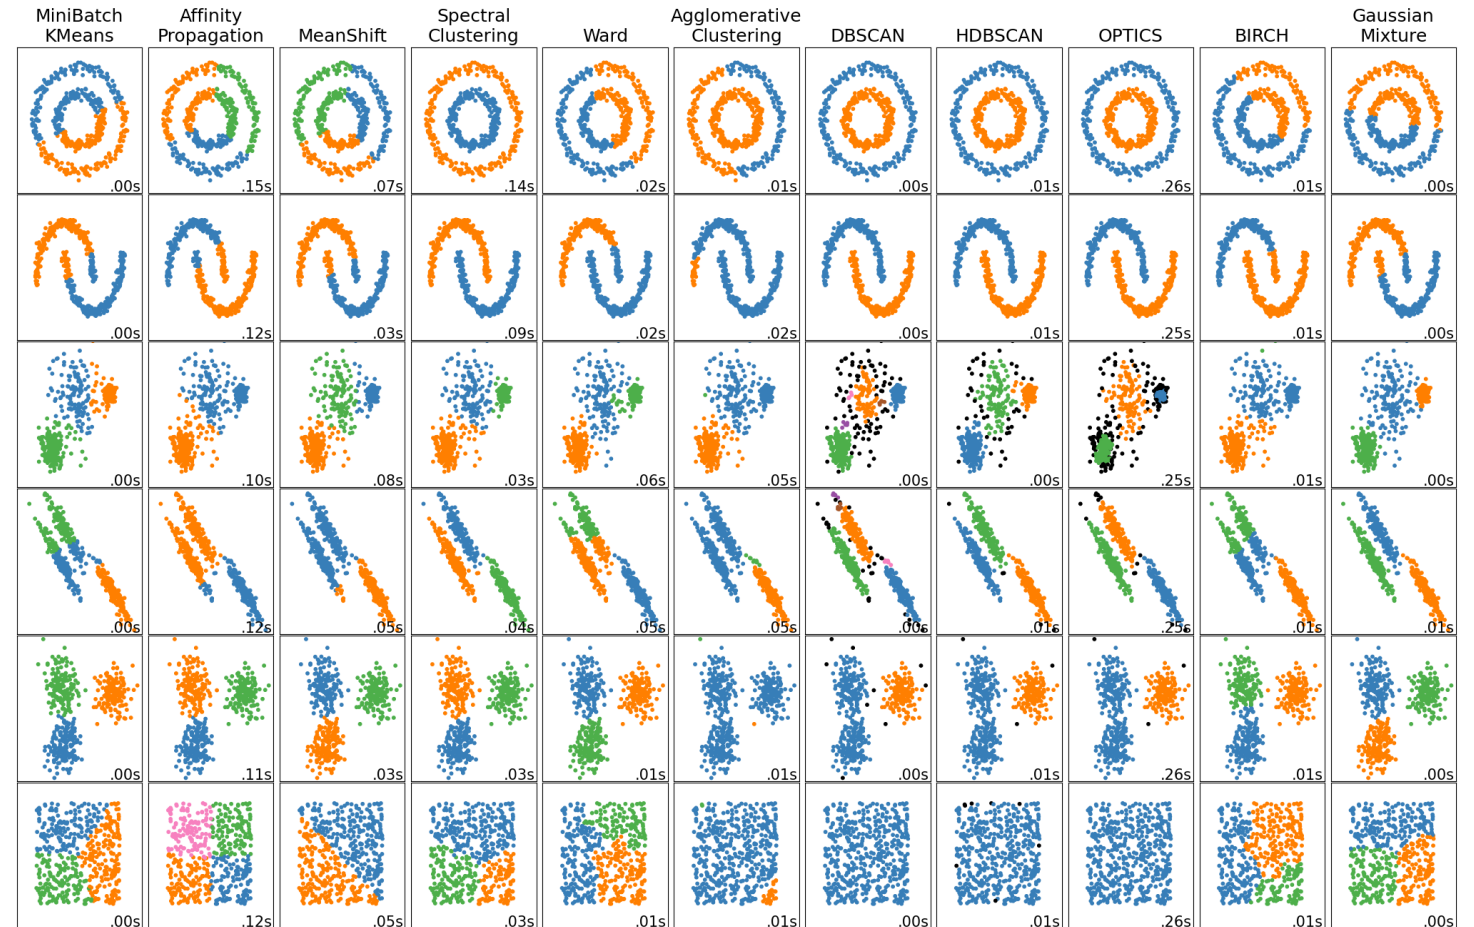 MiniBatch
KMeans
Affinity
Propagation
MeanShift
Spectral
Clustering
Ward
Agglomerative
Clustering
DBSCAN
HDBSCAN
OPTICS
BIRCH
Gaussian
Mixture
.00s .15s .07s .14s .02s .01s .00s .01s .26s .01s .00s
.00s .12s .03s .09s .02s .02s .00s .01s .25s .01s .00s
.00s .10s .08s .03s .06s .05s .00s .00s .25s .01s .00s
.00s .12s .05s .04s .05s .05s .00s .01s .25s .01s .01s
.00s .11s .03s .03s .01s .01s .00s .01s .26s .01s .00s
.00s .12s .05s .03s .01s .01s .00s .01s .26s .01s .00s